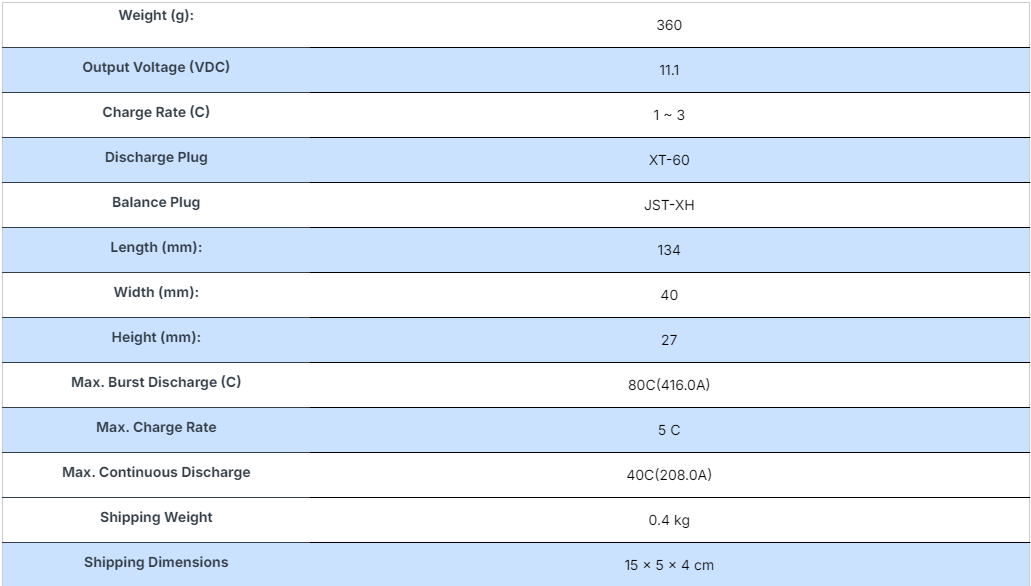 Weight (g):
360
Output Voltage (VDC)
11.1
Charge Rate (C)
1 ~ 3
Discharge Plug
XT-60
Balance Plug
JST-XH
Length (mm):
134
Width (mm):
40
Height (mm):
27
Max. Burst Discharge (C)
80C(416.0A)
Max. Charge Rate
5 C
Max. Continuous Discharge
40C(208.0A)
Shipping Weight
0.4 kg
Shipping Dimensions
15 × 5 × 4 cm